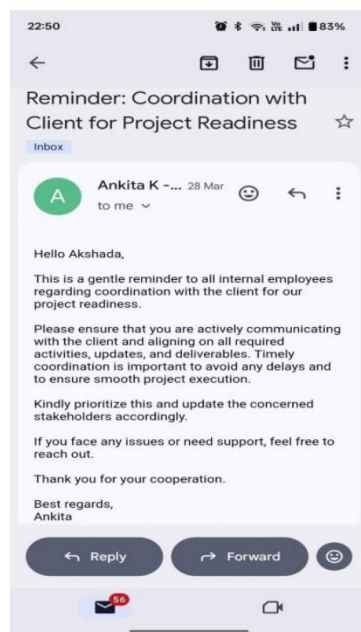 22:50
Vo LTE 83%
Reminder: Coordination with
Client for Project Readiness
Inbox
A
Ankita K -... 28 Mar
to me
Hello Akshada,
This is a gentle reminder to all internal employees
regarding coordination with the client for our
project readiness.
Please ensure that you are actively communicating
with the client and aligning on all required
activities, updates, and deliverables. Timely
coordination is important to avoid any delays and
to ensure smooth project execution.
Kindly prioritize this and update the concerned
stakeholders accordingly.
If you face any issues or need support, feel free to
reach out.
Thank you for your cooperation.
Best regards,
Ankita
Reply Forward
56